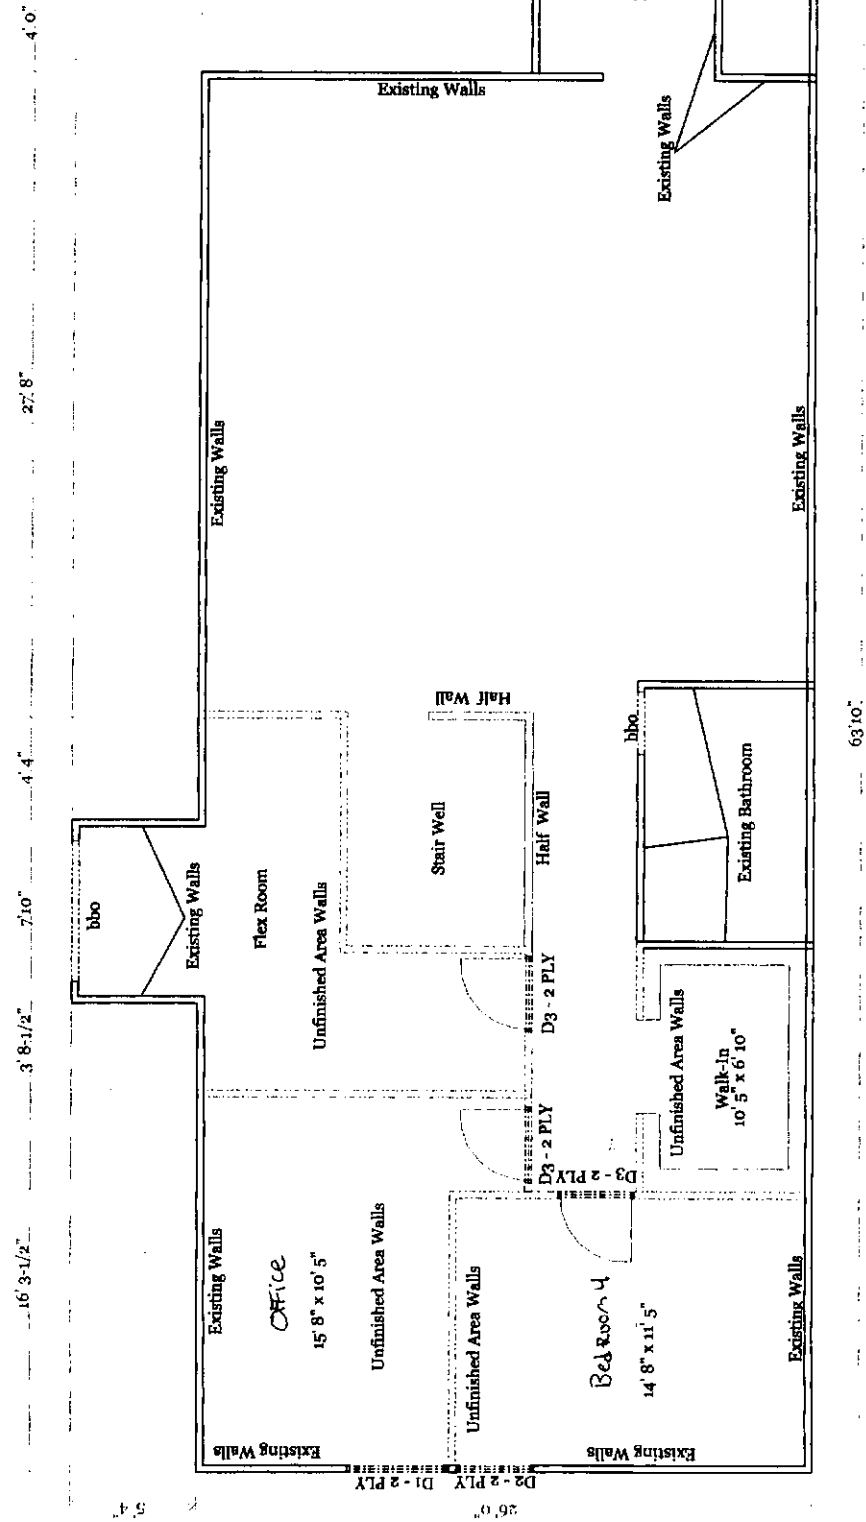 16' 3-1/2"
3' 8-1/2"
7'10"
4' 4"
27' 8"
4' 0"
bbo
Existing Walls
Existing Walls
Existing Walls
Existing Walls
Office
15' 8" x 10' 5"
Flex Room
Unfinished Area Walls
Unfinished Area Walls
Stair Well
Half Wall
Half Wall
D3 - 2 PLY
D3 - 2 PLY
D3 - 2 PLY
Unfinished Area Walls
Bedroom 4
14' 8" x 11' 5"
Unfinished Area Walls
Walk-In
10' 5" x 6' 10"
bbo
Existing Bathroom
Existing Walls
Existing Walls
Existing Walls
Existing Walls
Existing Walls
D1 - 2 PLY
D2 - 2 PLY
5' 4"
26' 0"
63'10"